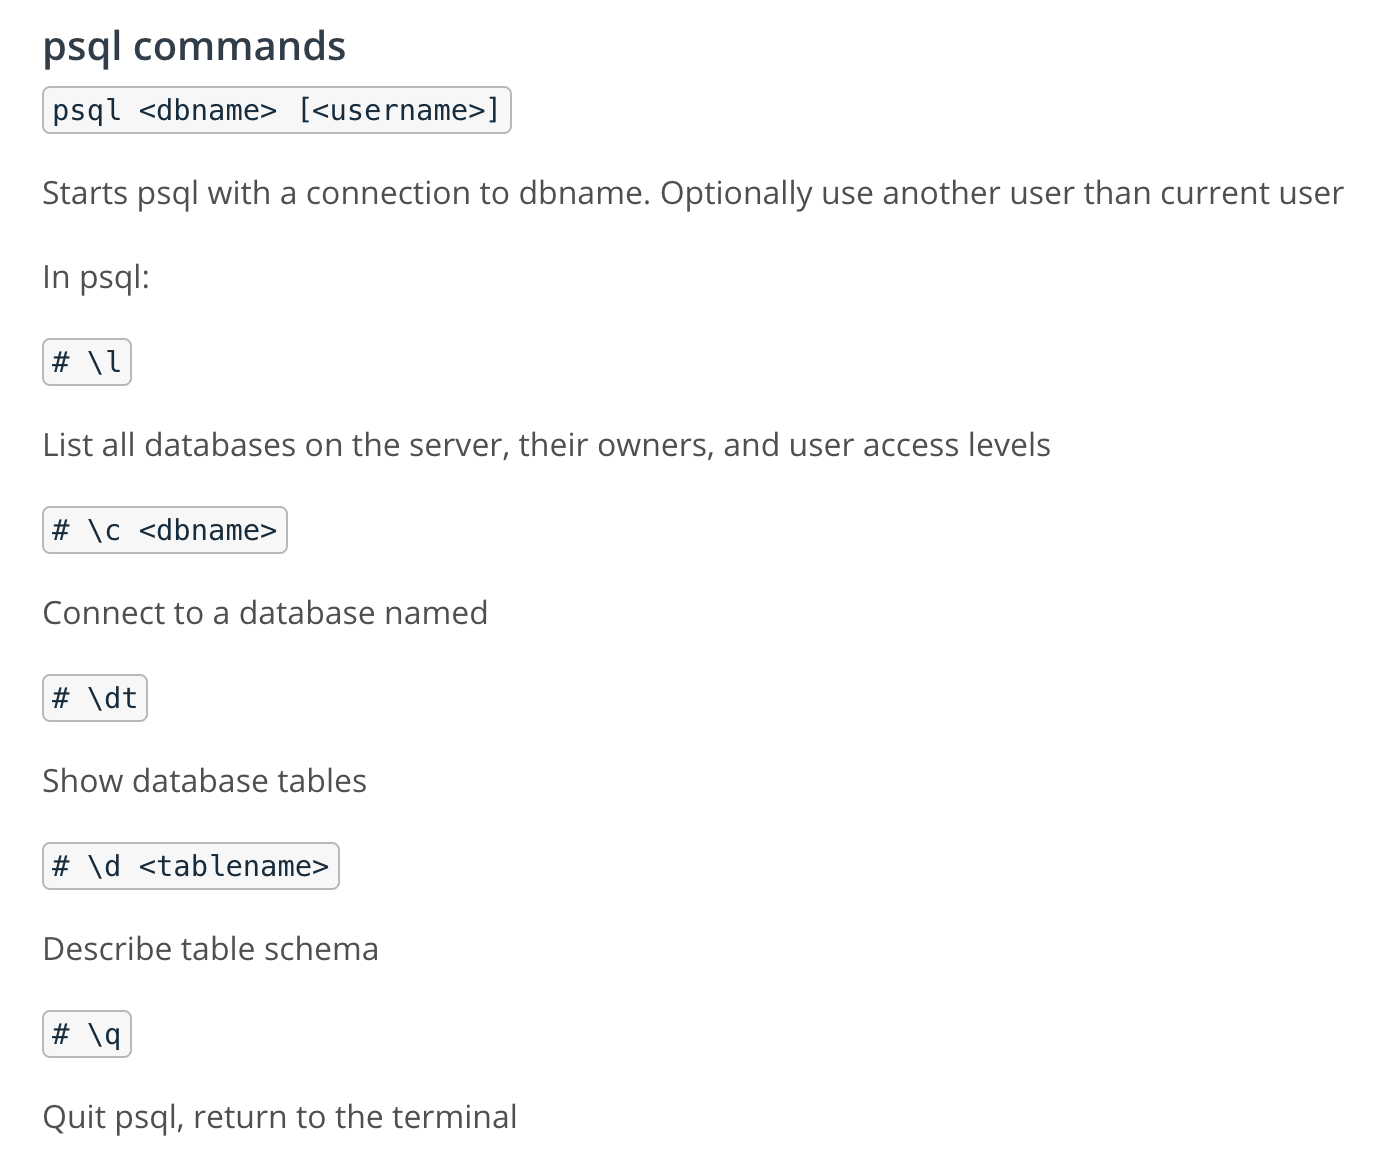 psql commands
psql <dbname> [<username>]
Starts psql with a connection to dbname. Optionally use another user than current user
In psql:
# \l
List all databases on the server, their owners, and user access levels
# \c <dbname>
Connect to a database named
# \dt
Show database tables
# \d <tablename>
Describe table schema
# \q
Quit psql, return to the terminal